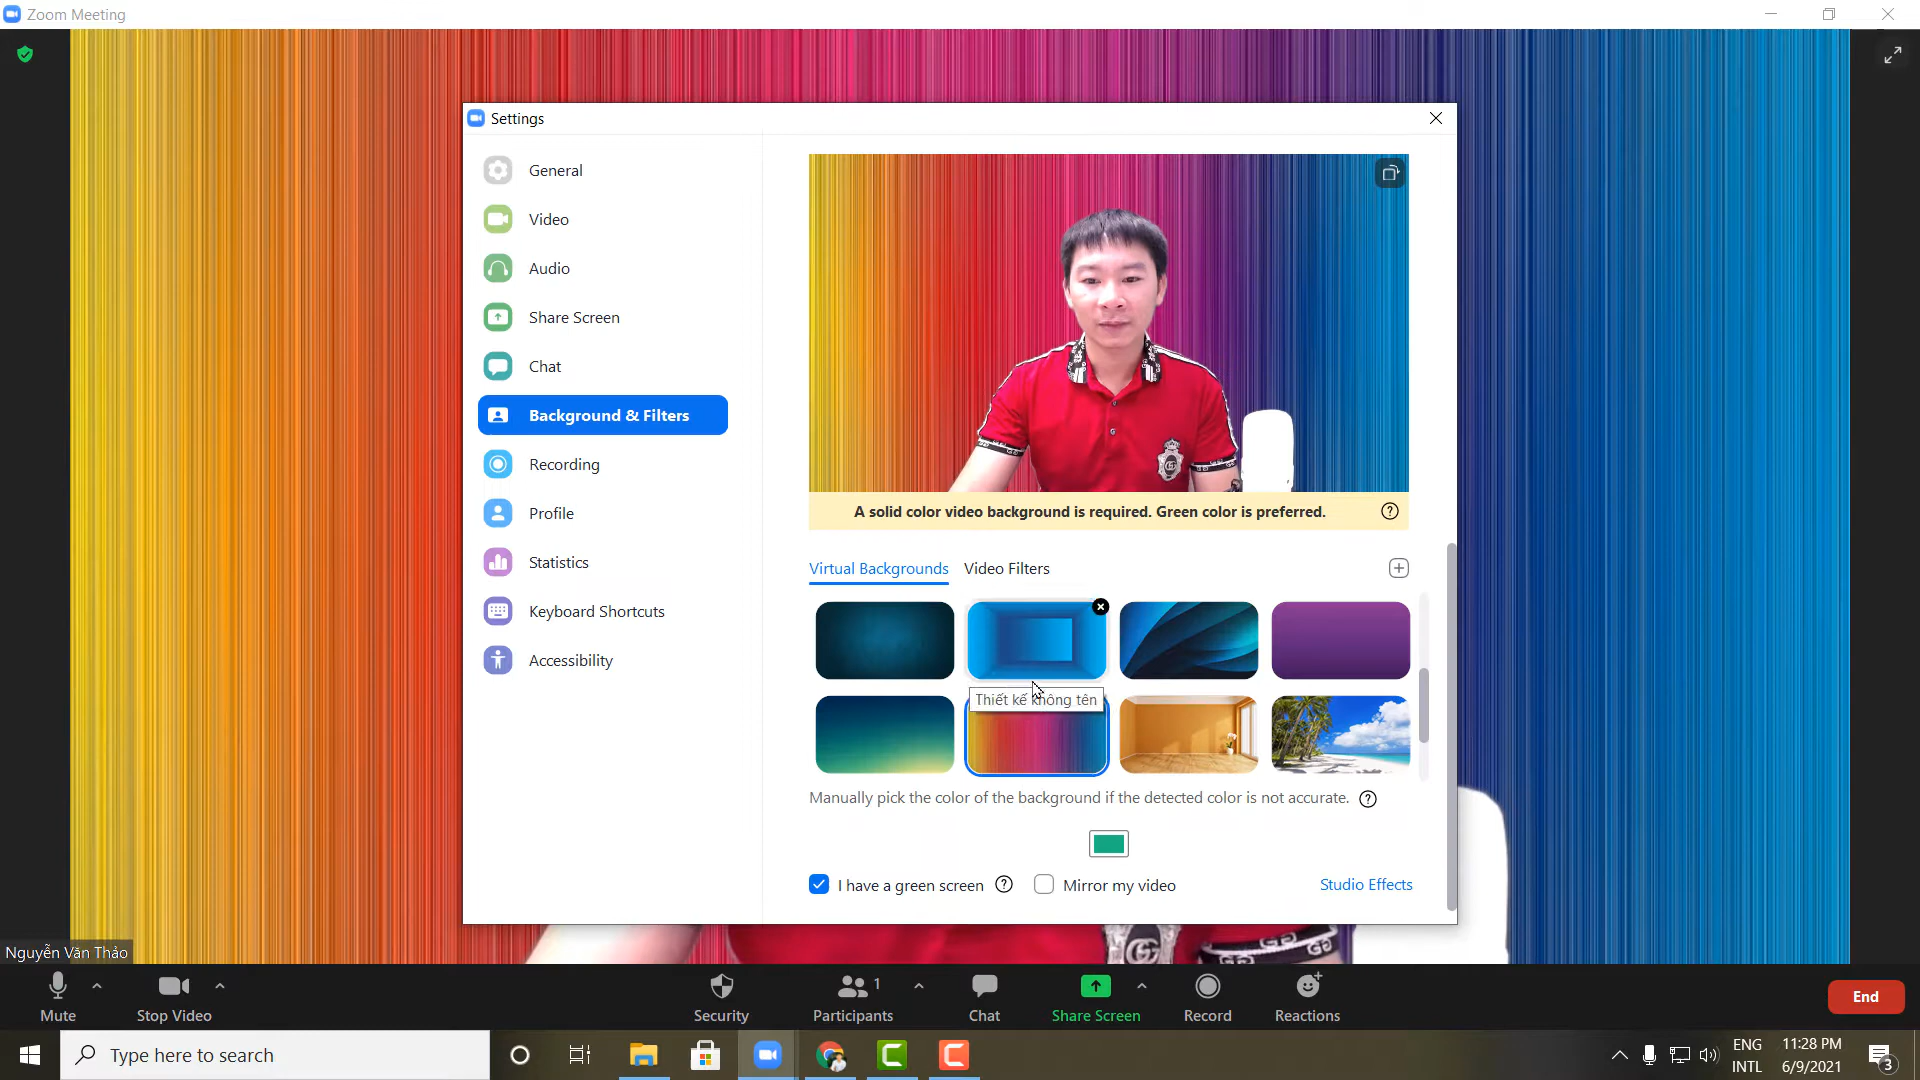 Zoom Meeting
Settings
General
Video
Audio
Share Screen
Chat
Background & Filters
Recording
Profile
Statistics
Keyboard Shortcuts
Accessibility
A solid color video background is required. Green color is preferred.
Virtual Backgrounds Video Filters
Thiết kế không tên
Manually pick the color of the background if the detected color is not accurate.
I have a green screen Mirror my video Studio Effects
Nguyễn Văn Thảo
Mute
Stop Video
Security
Participants 1
Chat
Share Screen
Record
Reactions
End
Type here to search
ENG
INTL
11:28 PM
6/9/2021
3